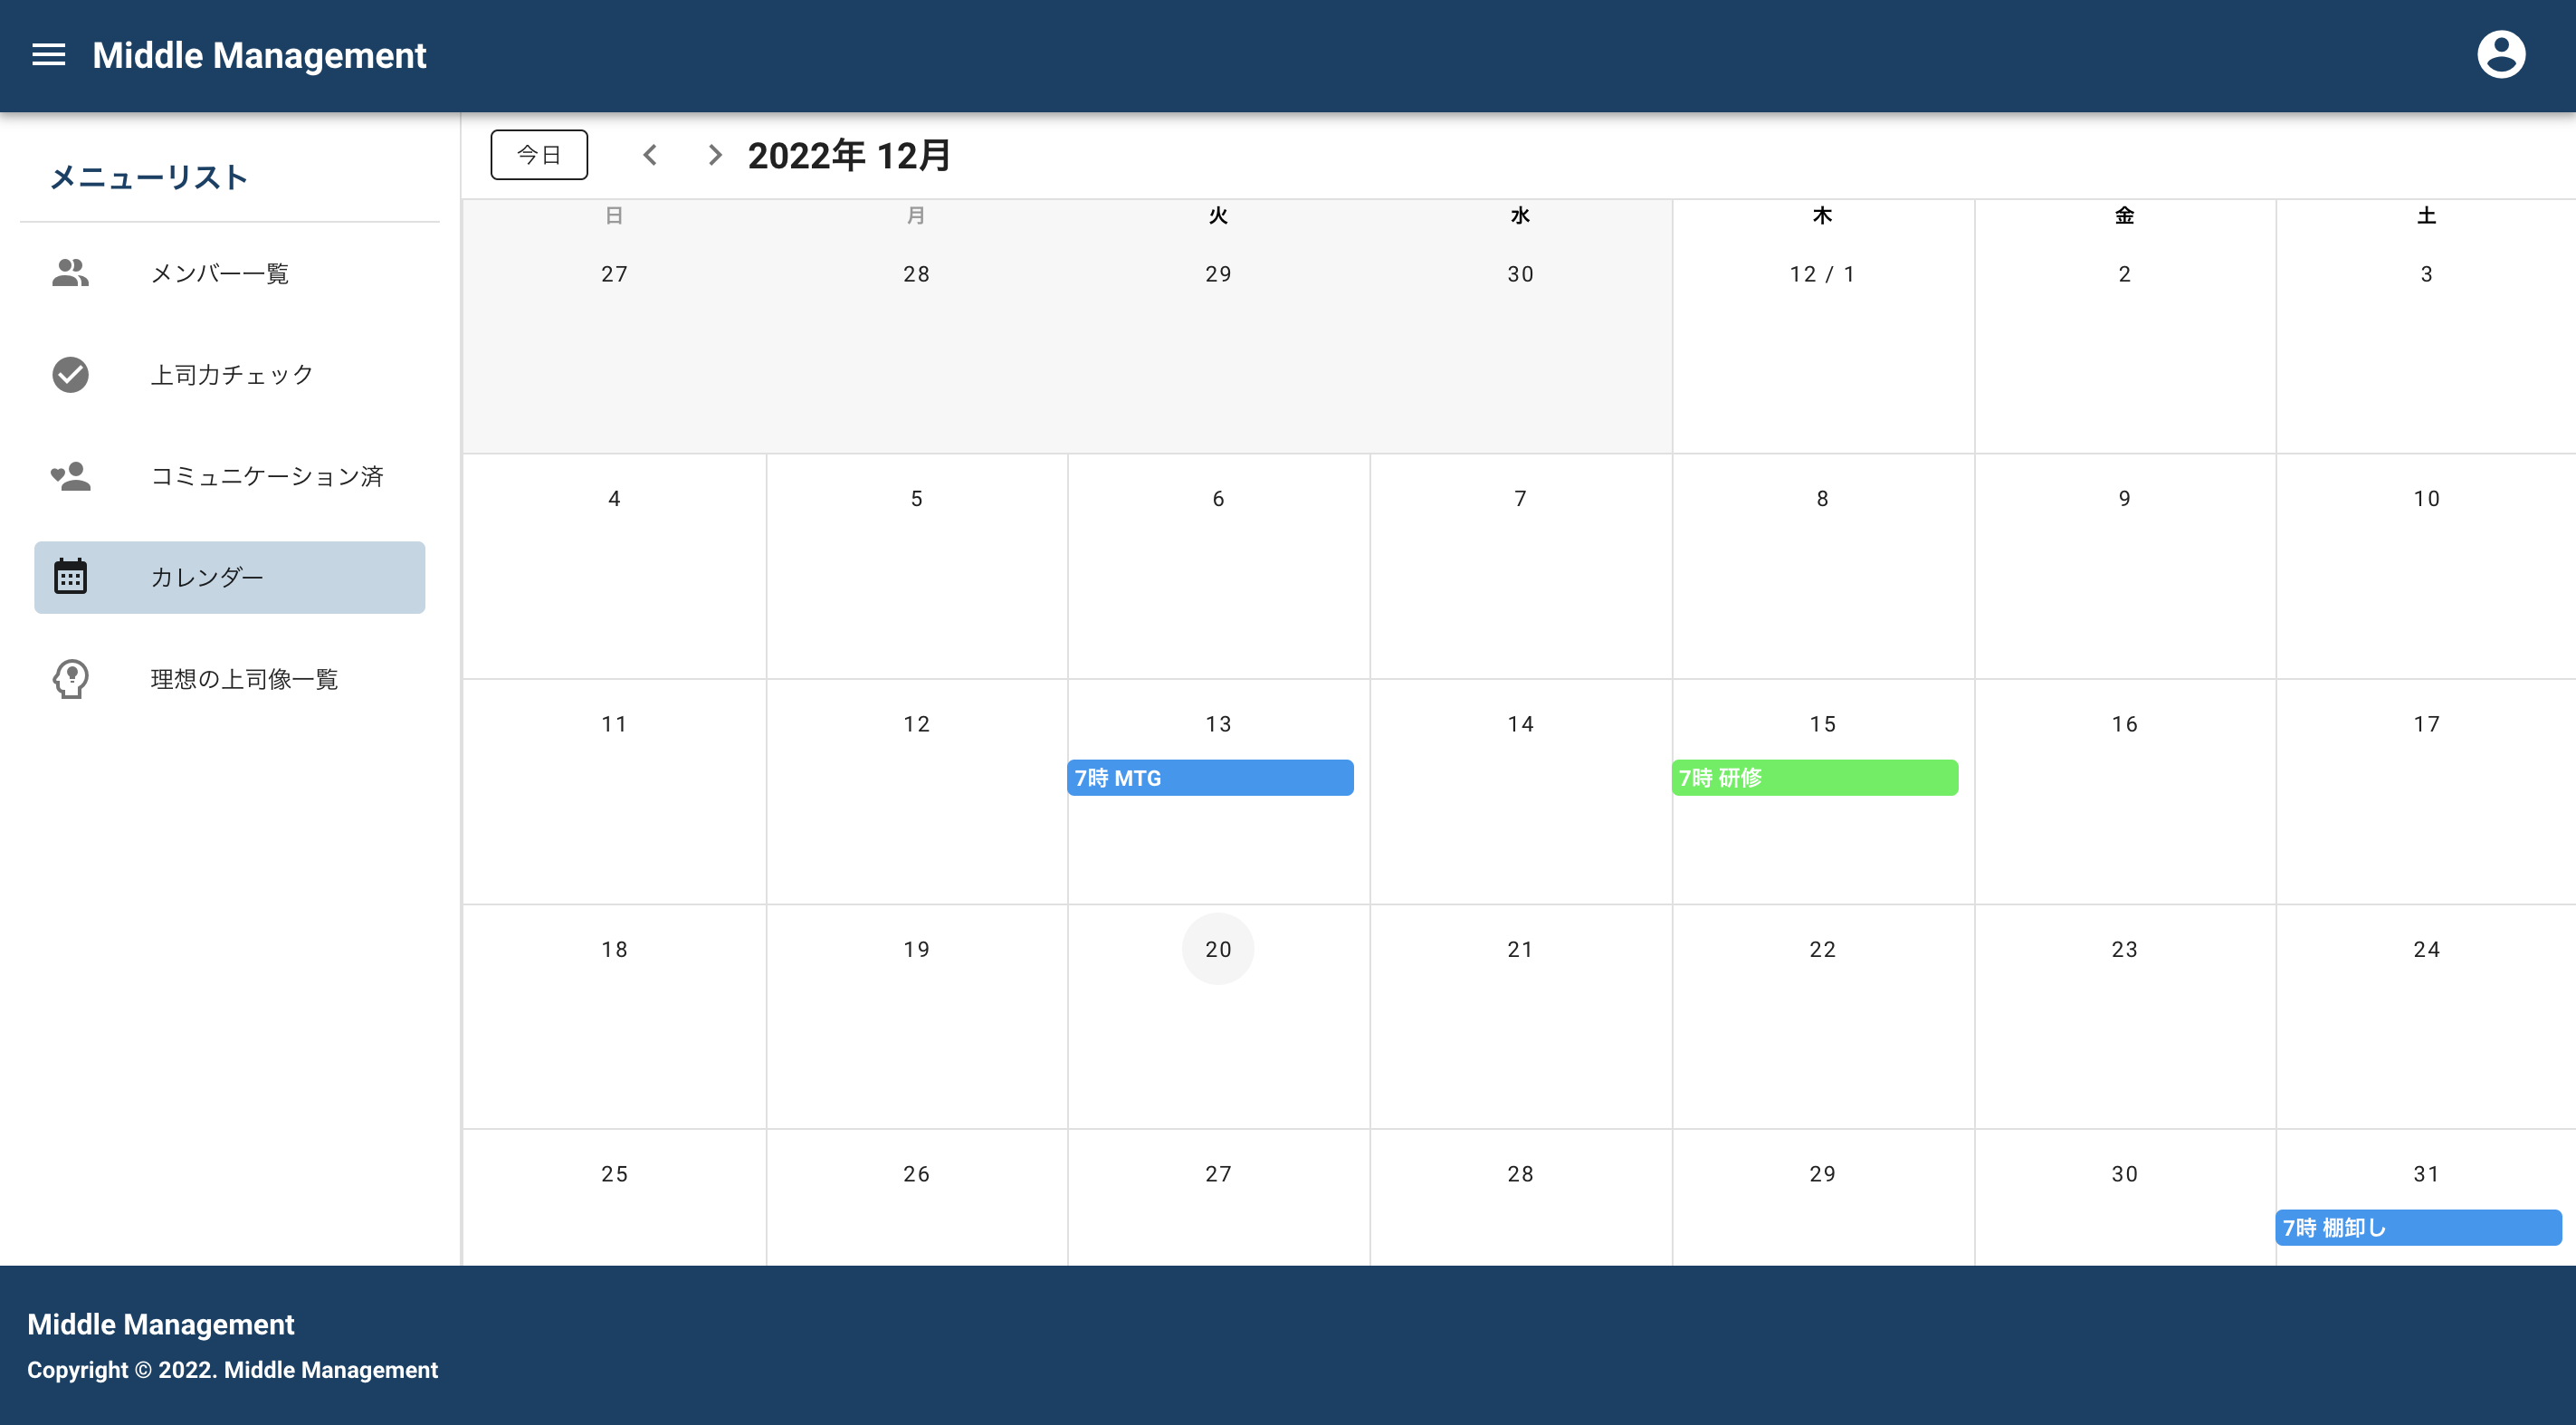 Middle Management
メニューリスト
メンバー一覧
上司力チェック
コミュニケーション済
カレンダー
理想の上司像一覧
今日
2022年 12月
日 月 火 水 木 金 土
27 28 29 30 12 / 1 2 3
4 5 6 7 8 9 10
11 12 13 14 15 16 17
7時 MTG 7時 研修
18 19 20 21 22 23 24
25 26 27 28 29 30 31
7時 棚卸し
Middle Management
Copyright © 2022. Middle Management